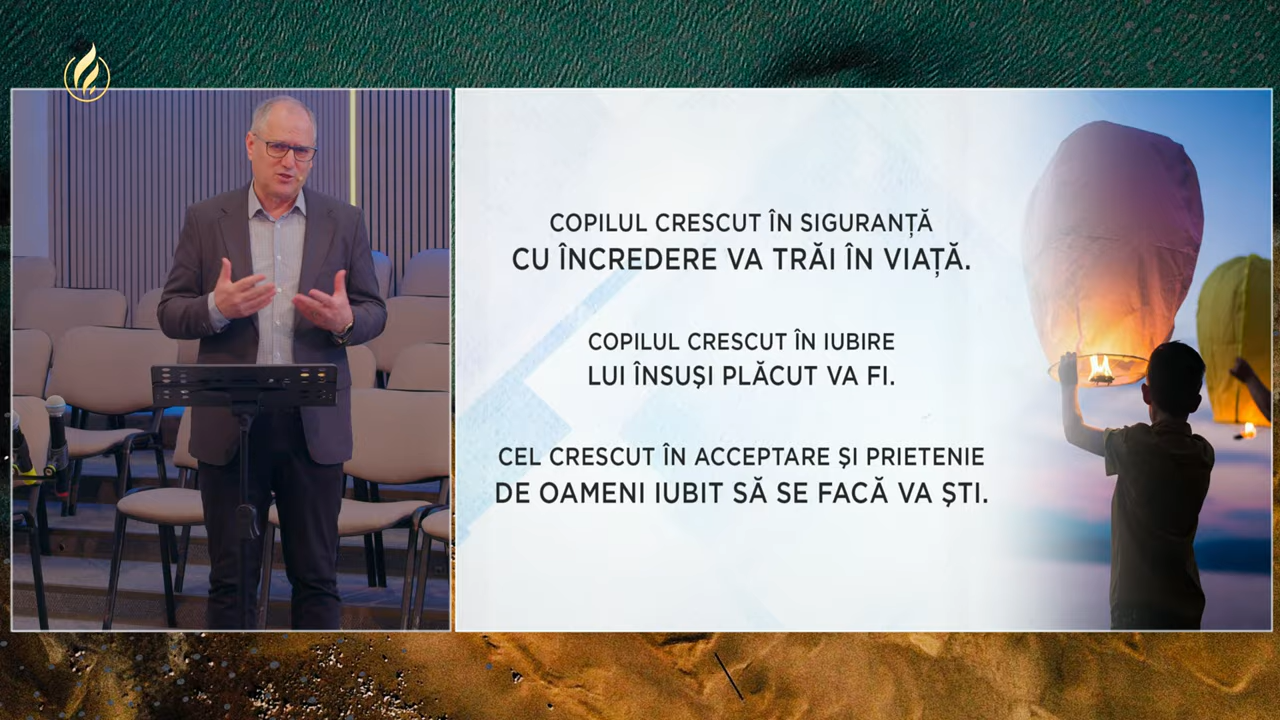 COPILUL CRESCUT ÎN SIGURANȚĂ
CU ÎNCREDERE VA TRĂI ÎN VIAȚĂ.
COPILUL CRESCUT ÎN IUBIRE
LUI ÎNSUȘI PLĂCUT VA FI.
CEL CRESCUT ÎN ACCEPTARE ȘI PRIETENIE
DE OAMENI IUBIT SĂ SE FACĂ VA ȘTI.